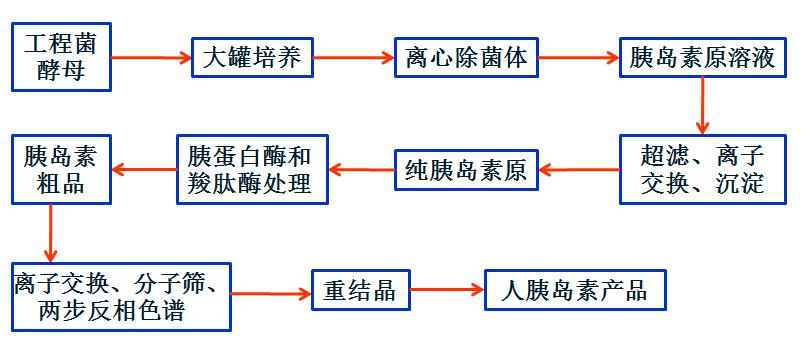 工程菌
酵母
大罐培养
离心除菌体
胰岛素原溶液
超滤、离子
交换、沉淀
纯胰岛素原
胰蛋白酶和
羧肽酶处理
胰岛素
粗品
离子交换、分子筛、
两步反相色谱
重结晶
人胰岛素产品